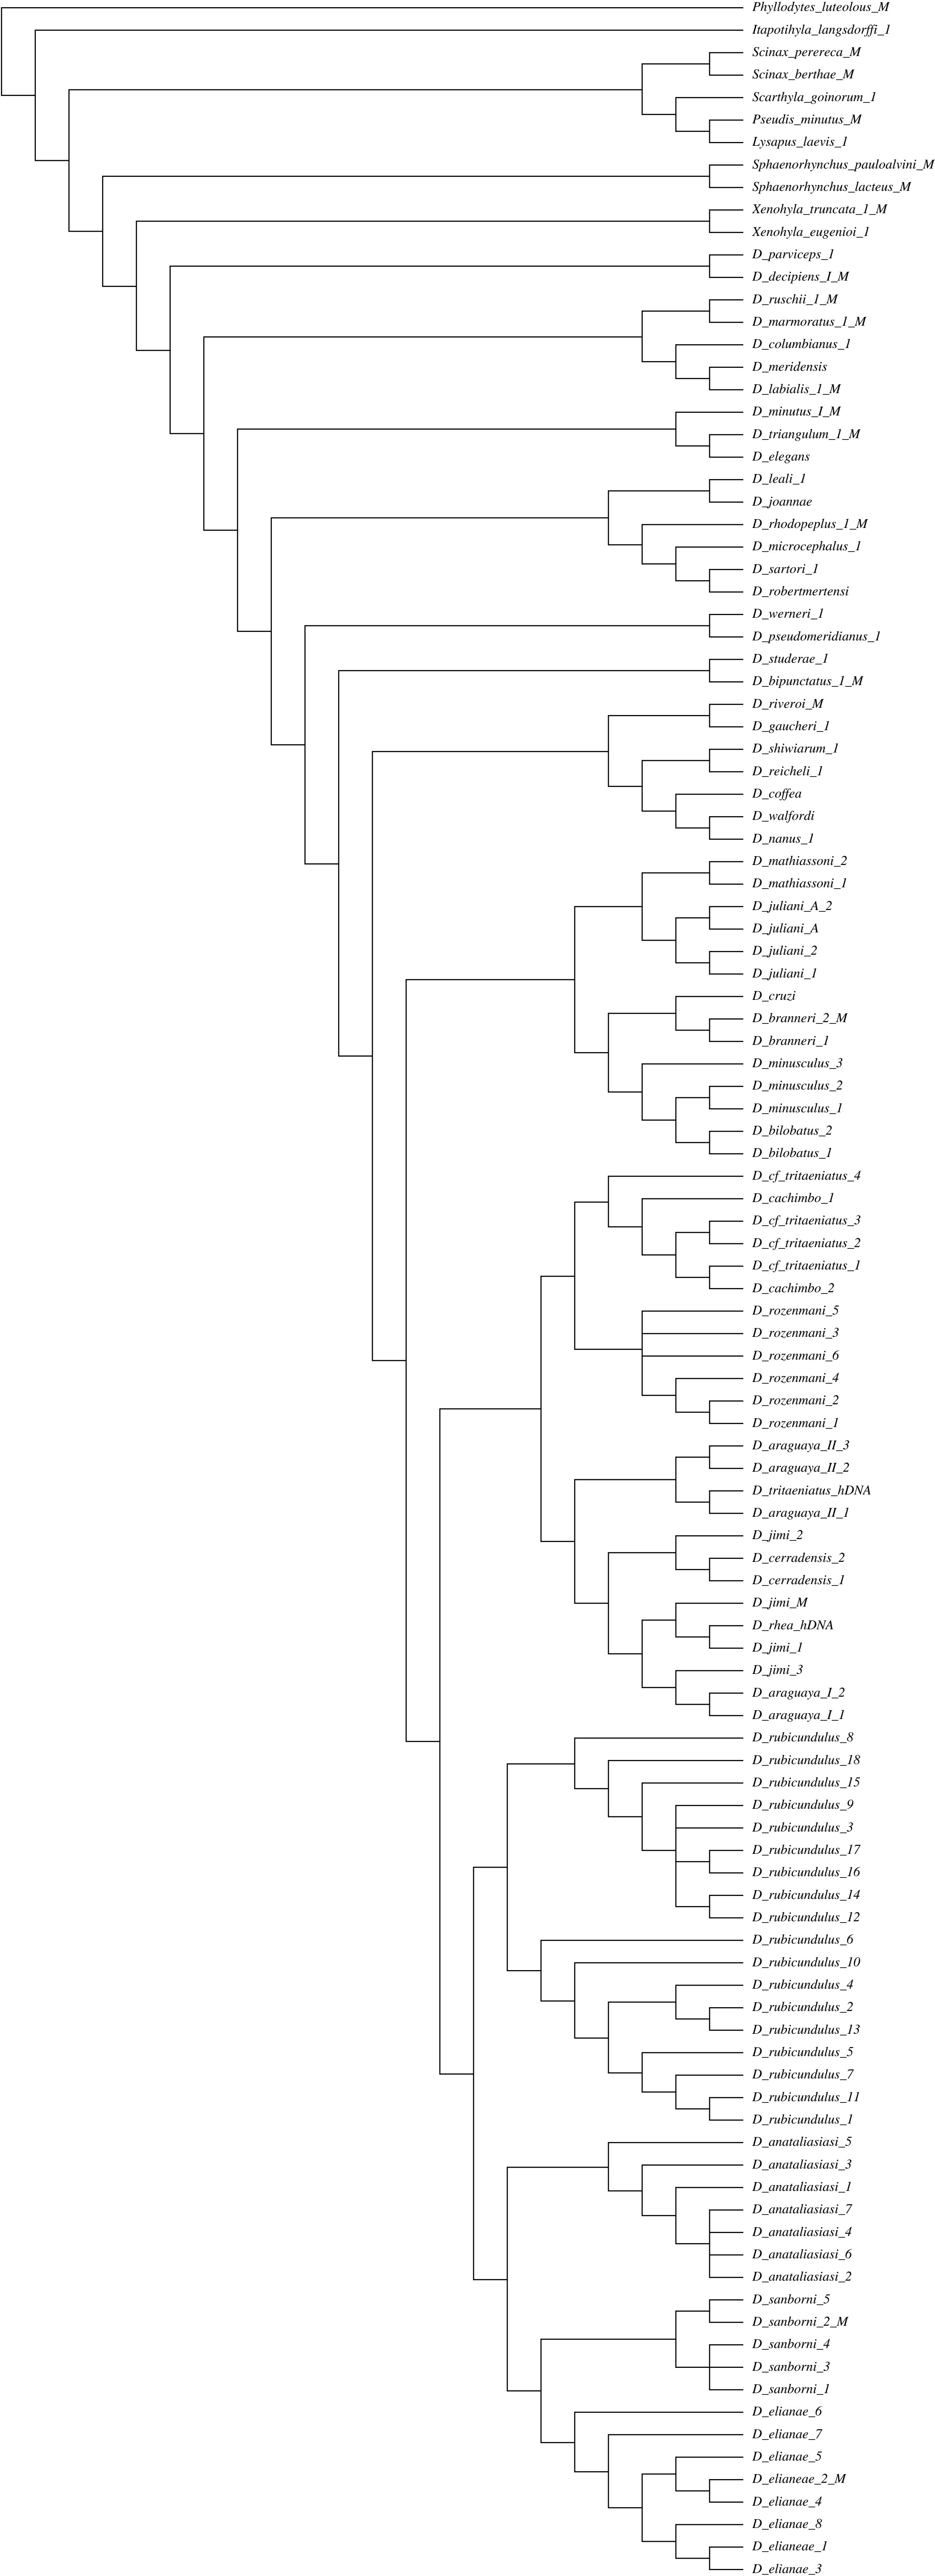 Phyllodytes_luteolous_M
Itapotihyla_langsdorffi_1
Scinax_perereca_M
Scinax_berthae_M
Scarthyla_goinorum_1
Pseudis_minutus_M
Lysapus_laevis_1
Sphaenorhynchus_pauloalvini_M
Sphaenorhynchus_lacteus_M
Xenohyla_truncata_1_M
Xenohyla_eugenioi_1
D_parviceps_1
D_decipiens_I_M
D_ruschii_1_M
D_marmoratus_1_M
D_columbianus_1
D_meridensis
D_labialis_1_M
D_minutus_I_M
D_triangulum_1_M
D_elegans
D_leali_1
D_joannae
D_rhodopeplus_1_M
D_microcephalus_1
D_sartori_1
D_robertmertensi
D_werneri_1
D_pseudomeridianus_1
D_studerae_1
D_bipunctatus_1_M
D_riveroi_M
D_gaucheri_1
D_shiwiarum_1
D_reicheli_1
D_coffea
D_walfordi
D_nanus_1
D_mathiassoni_2
D_mathiassoni_1
D_juliani_A_2
D_juliani_A
D_juliani_2
D_juliani_1
D_cruzi
D_branneri_2_M
D_branneri_1
D_minusculus_3
D_minusculus_2
D_minusculus_1
D_bilobatus_2
D_bilobatus_1
D_cf_tritaeniatus_4
D_cachimbo_1
D_cf_tritaeniatus_3
D_cf_tritaeniatus_2
D_cf_tritaeniatus_1
D_cachimbo_2
D_rozenmani_5
D_rozenmani_3
D_rozenmani_6
D_rozenmani_4
D_rozenmani_2
D_rozenmani_1
D_araguaya_II_3
D_araguaya_II_2
D_tritaeniatus_hDNA
D_araguaya_II_1
D_jimi_2
D_cerradensis_2
D_cerradensis_1
D_jimi_M
D_rhea_hDNA
D_jimi_1
D_jimi_3
D_araguaya_I_2
D_araguaya_I_1
D_rubicundulus_8
D_rubicundulus_18
D_rubicundulus_15
D_rubicundulus_9
D_rubicundulus_3
D_rubicundulus_17
D_rubicundulus_16
D_rubicundulus_14
D_rubicundulus_12
D_rubicundulus_6
D_rubicundulus_10
D_rubicundulus_4
D_rubicundulus_2
D_rubicundulus_13
D_rubicundulus_5
D_rubicundulus_7
D_rubicundulus_11
D_rubicundulus_1
D_anataliasiasi_5
D_anataliasiasi_3
D_anataliasiasi_1
D_anataliasiasi_7
D_anataliasiasi_4
D_anataliasiasi_6
D_anataliasiasi_2
D_sanborni_5
D_sanborni_2_M
D_sanborni_4
D_sanborni_3
D_sanborni_1
D_elianae_6
D_elianae_7
D_elianae_5
D_elianeae_2_M
D_elianae_4
D_elianae_8
D_elianeae_1
D_elianae_3